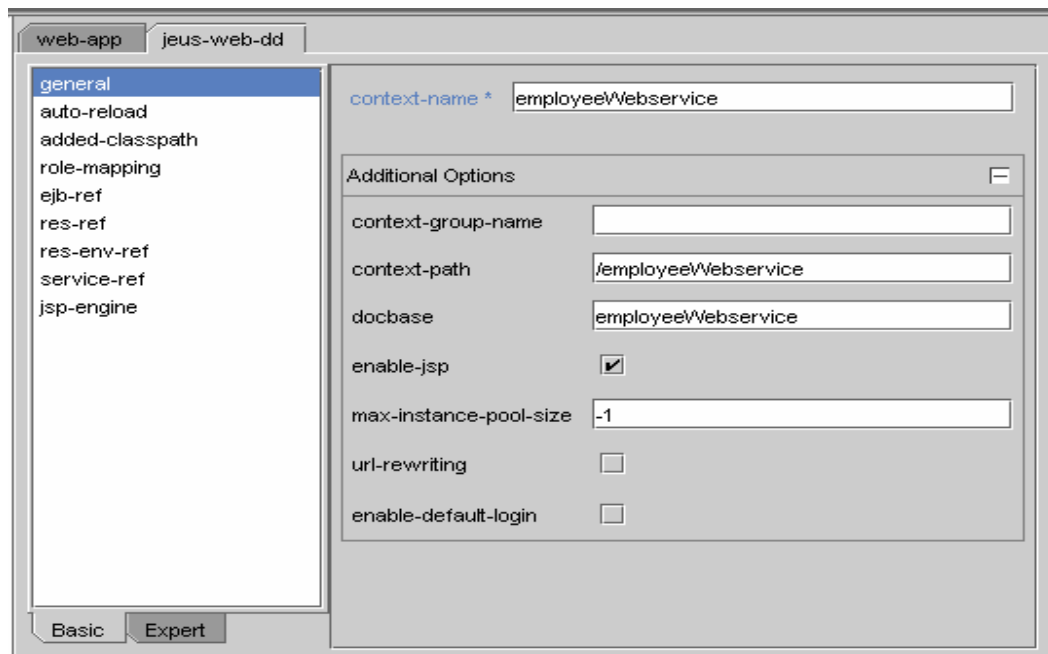 web-app jeus-web-dd
general
auto-reload
added-classpath
role-mapping
ejb-ref
res-ref
res-env-ref
service-ref
jsp-engine
Basic Expert
context-name * employeeWebservice
Additional Options
context-group-name
context-path /employeeWebservice
docbase employeeWebservice
enable-jsp
max-instance-pool-size -1
url-rewriting
enable-default-login